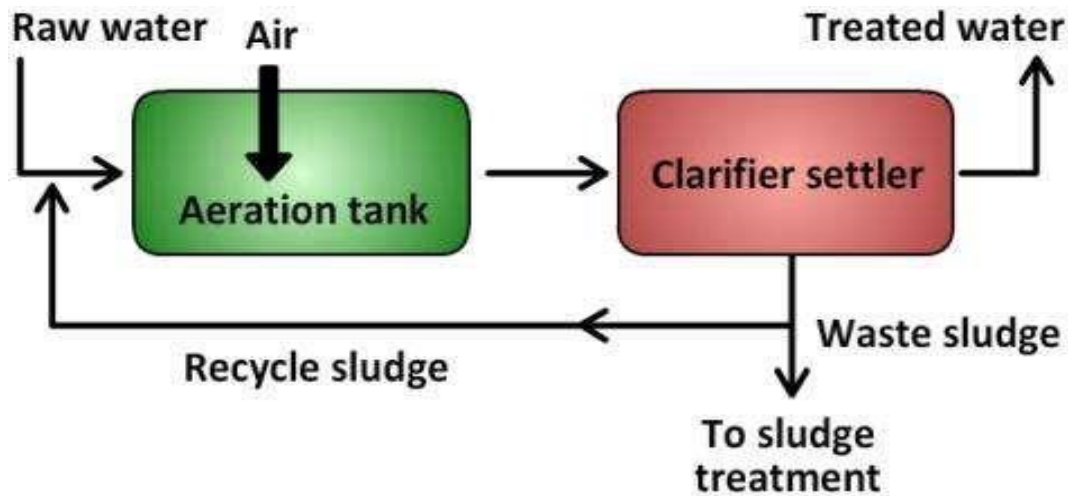 Raw water
Air
Treated water
Aeration tank
Clarifier settler
Recycle sludge
Waste sludge
To sludge
treatment